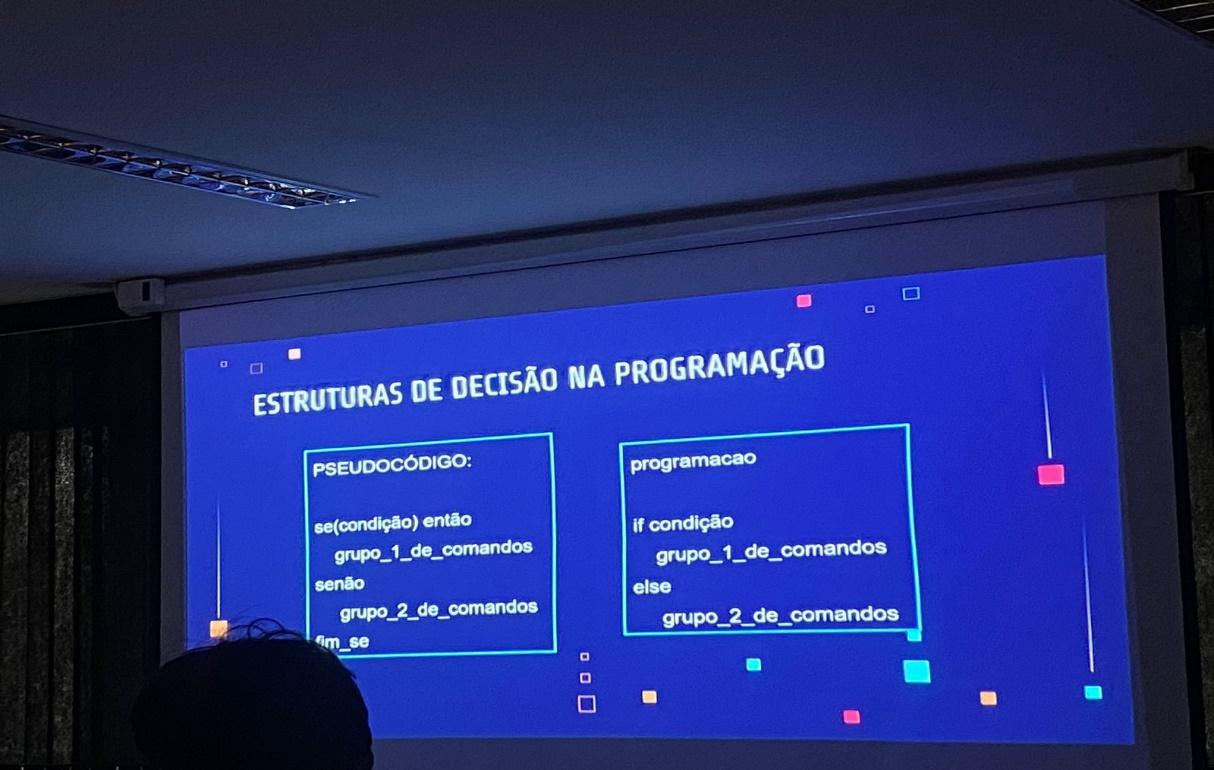 ESTRUTURAS DE DECISÃO NA PROGRAMAÇÃO
PSEUDOCÓDIGO:
se(condição) então
grupo_1_de_comandos
senão
grupo_2_de_comandos
fim_se
programacao
if condição
grupo_1_de_comandos
else
grupo_2_de_comandos